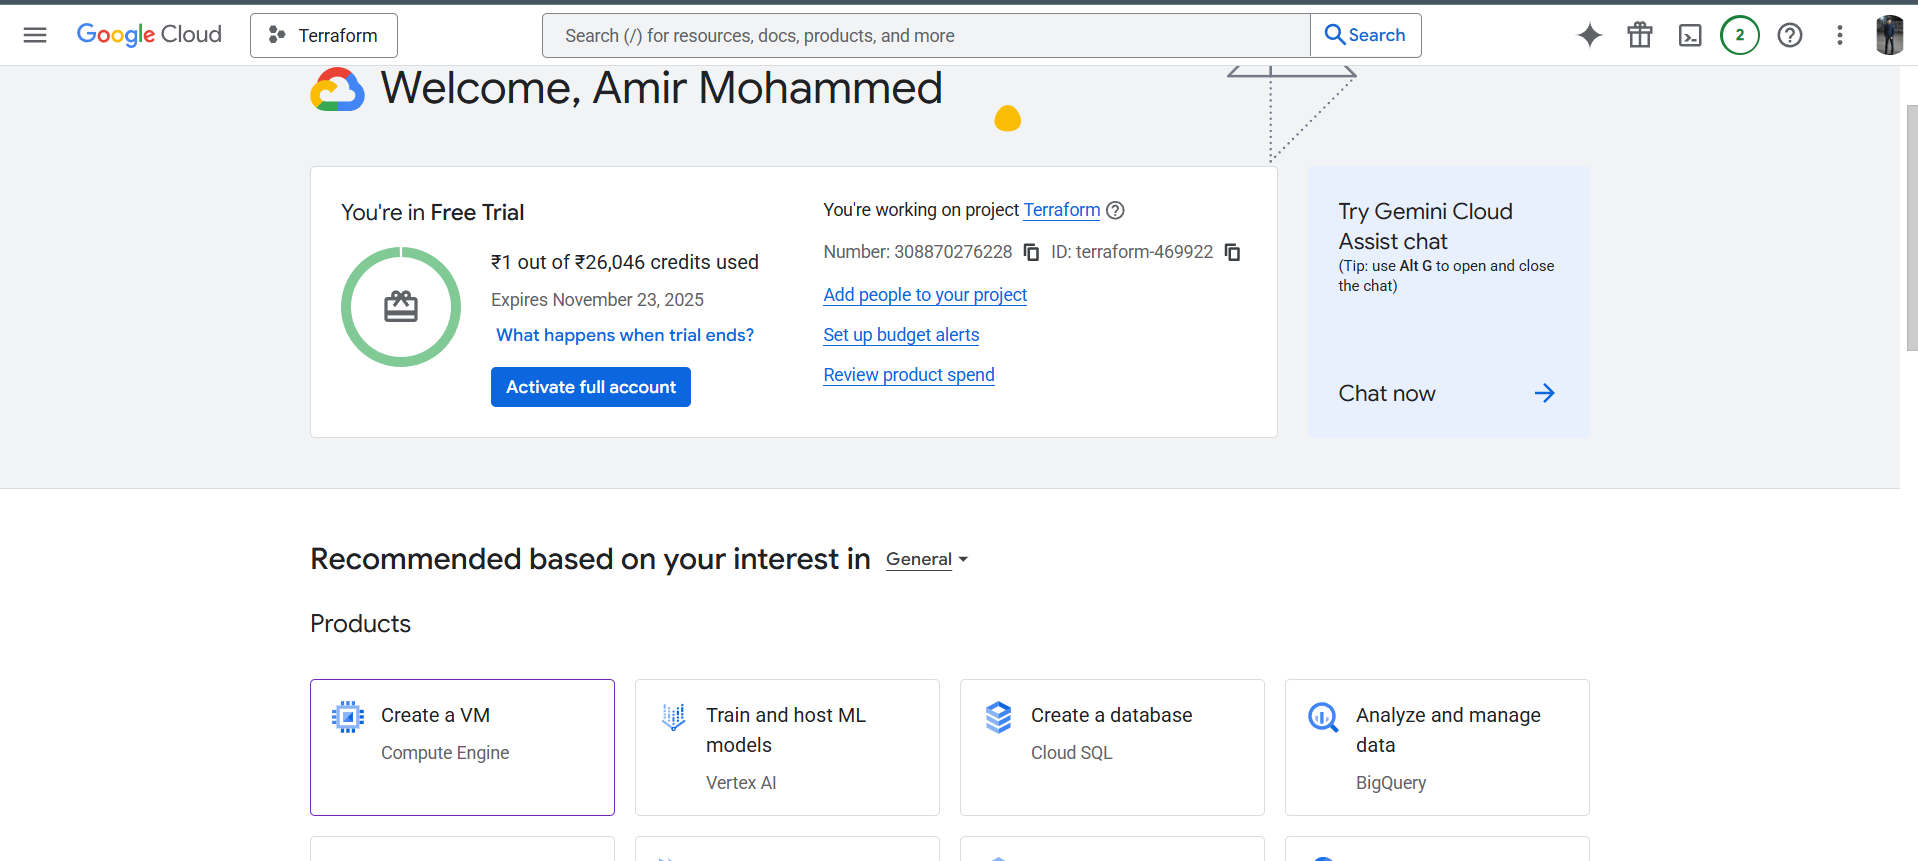 Google Cloud
Terraform
Search (/) for resources, docs, products, and more
Search
2
Welcome, Amir Mohammed
You're in Free Trial
₹1 out of ₹26,046 credits used
Expires November 23, 2025
What happens when trial ends?
Activate full account
You're working on project Terraform
Number: 308870276228 ID: terraform-469922
Add people to your project
Set up budget alerts
Review product spend
Try Gemini Cloud
Assist chat
(Tip: use Alt G to open and close
the chat)
Chat now
Recommended based on your interest in General
Products
Create a VM
Compute Engine
Train and host ML
models
Vertex AI
Create a database
Cloud SQL
Analyze and manage
data
BigQuery